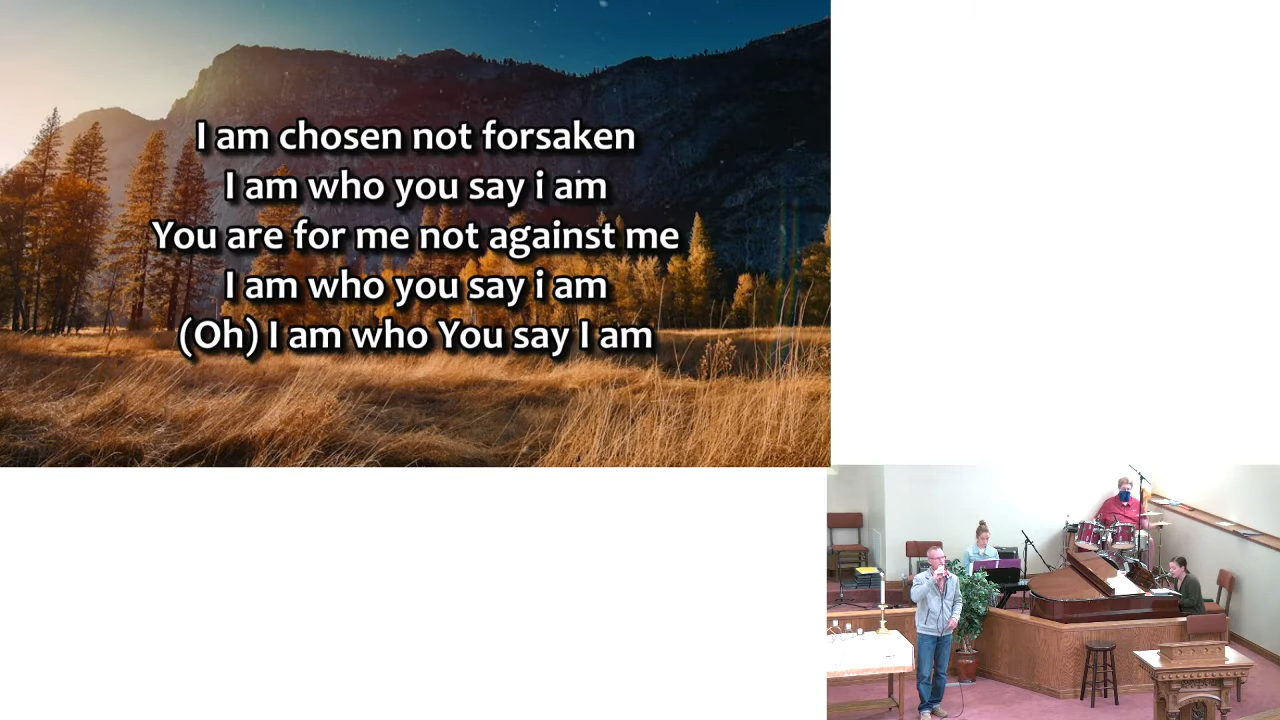 I am chosen not forsaken
I am who you say i am
You are for me not against me
I am who you say i am
(Oh) I am who You say I am